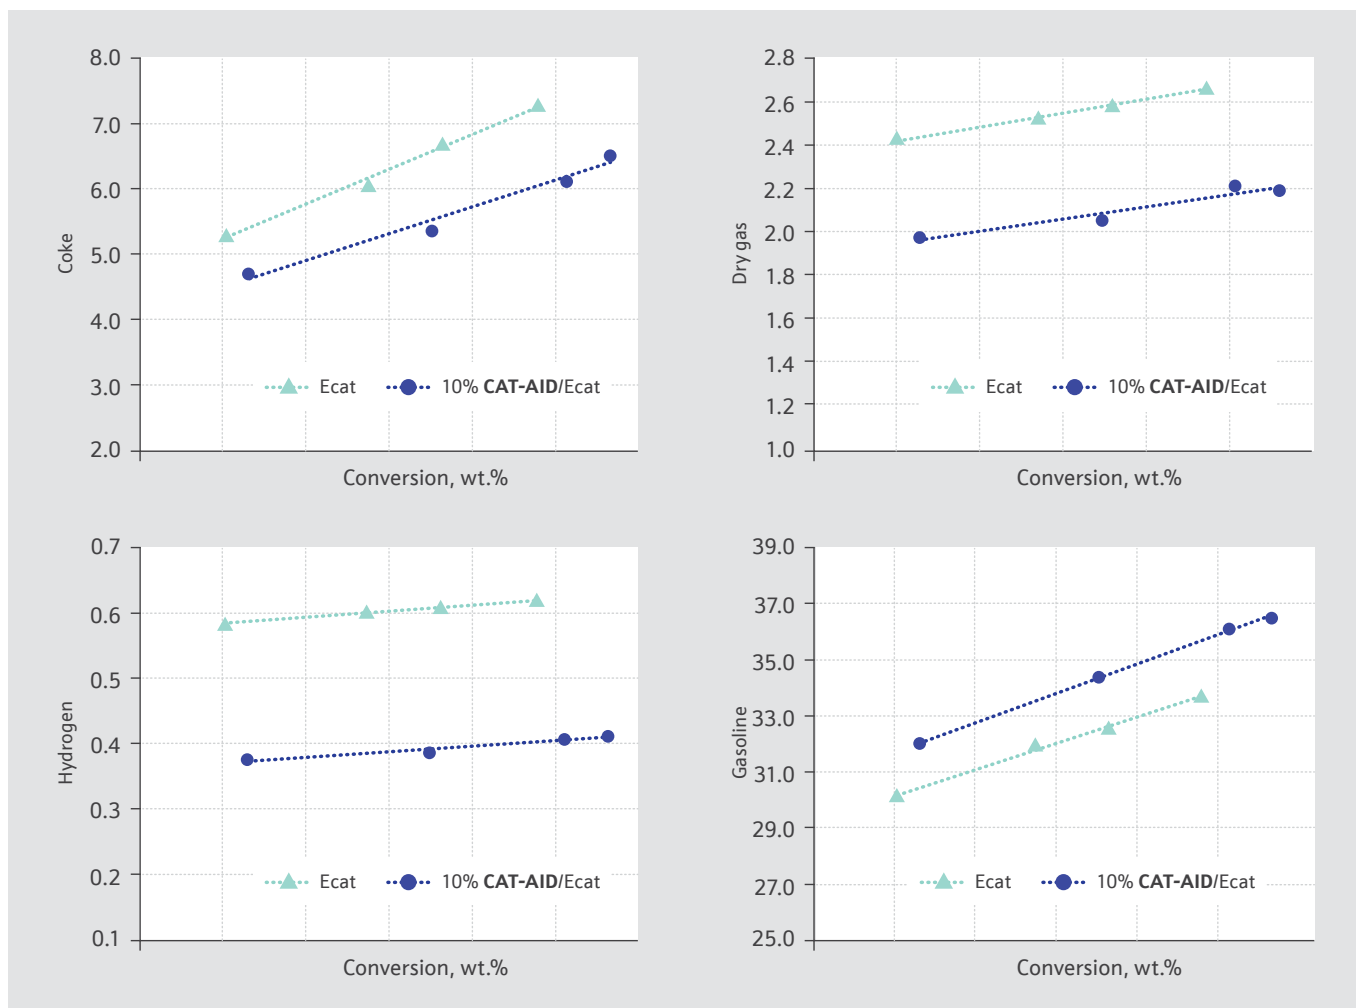 8.0
7.0
6.0
5.0
4.0
3.0
2.0
Coke
Ecat
10% CAT-AID/Ecat
Conversion, wt.%
2.8
2.6
2.4
2.2
2.0
1.8
1.6
1.4
1.2
1.0
Dry gas
Ecat
10% CAT-AID/Ecat
Conversion, wt.%
0.7
0.6
0.5
0.4
0.3
0.2
0.1
Hydrogen
Ecat
10% CAT-AID/Ecat
Conversion, wt.%
39.0
37.0
35.0
33.0
31.0
29.0
27.0
25.0
Gasoline
Ecat
10% CAT-AID/Ecat
Conversion, wt.%